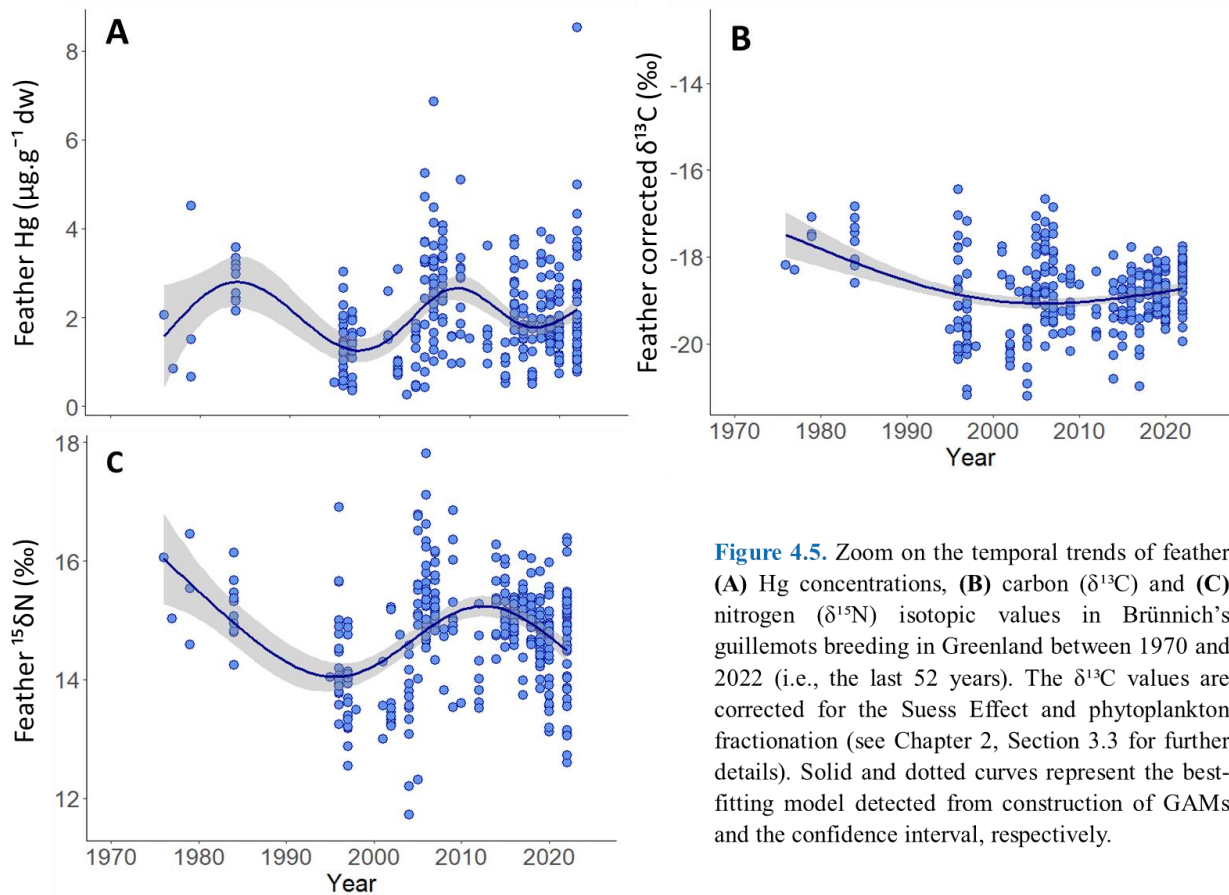 A
Feather Hg (µg.g⁻¹ dw)
8
6
4
2
0
B
Feather corrected δ¹³C (‰)
-14
-16
-18
-20
1970 1980 1990 2000 2010 2020
Year
C
Feather ¹⁵δN (‰)
18
16
14
12
1970 1980 1990 2000 2010 2020
Year
Figure 4.5. Zoom on the temporal trends of feather
(A) Hg concentrations, (B) carbon (δ¹³C) and (C)
nitrogen (δ¹⁵N) isotopic values in Brünnich's
guillemots breeding in Greenland between 1970 and
2022 (i.e., the last 52 years). The δ¹³C values are
corrected for the Suess Effect and phytoplankton
fractionation (see Chapter 2, Section 3.3 for further
details). Solid and dotted curves represent the best-
fitting model detected from construction of GAMs
and the confidence interval, respectively.